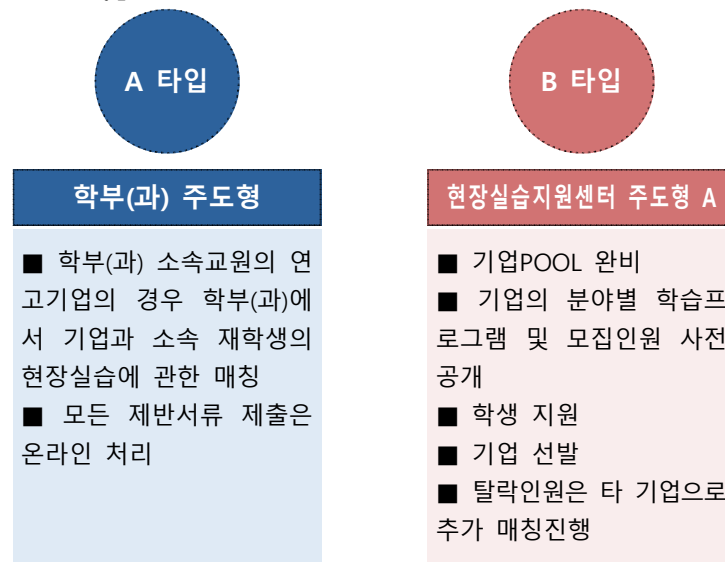 A 타입
학부(과) 주도형
■ 학부(과) 소속교원의 연
고기업의 경우 학부(과)에
서 기업과 소속 재학생의
현장실습에 관한 매칭
■ 모든 제반서류 제출은
온라인 처리
B 타입
현장실습지원센터 주도형 A
■ 기업POOL 완비
■ 기업의 분야별 학습프
로그램 및 모집인원 사전
공개
■ 학생 지원
■ 기업 선발
■ 탈락인원은 타 기업으로
추가 매칭진행